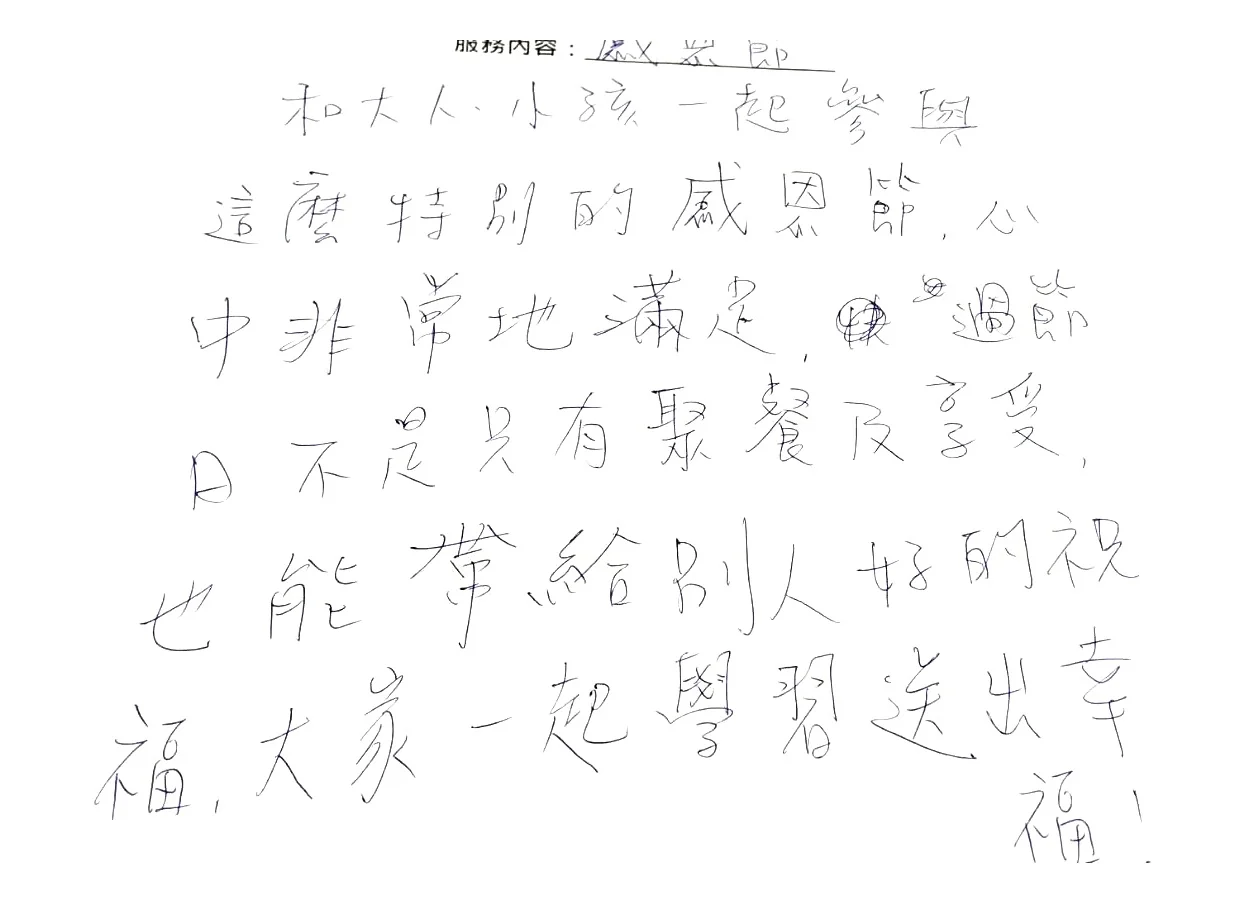 服務內容：感恩節
和大人、小孩一起參與
這麼特別的感恩節，心
中非常地滿足，過節
日不是只有聚餐及享受，
也能帶給別人好的祝
福，大家一起學習送出幸
福！